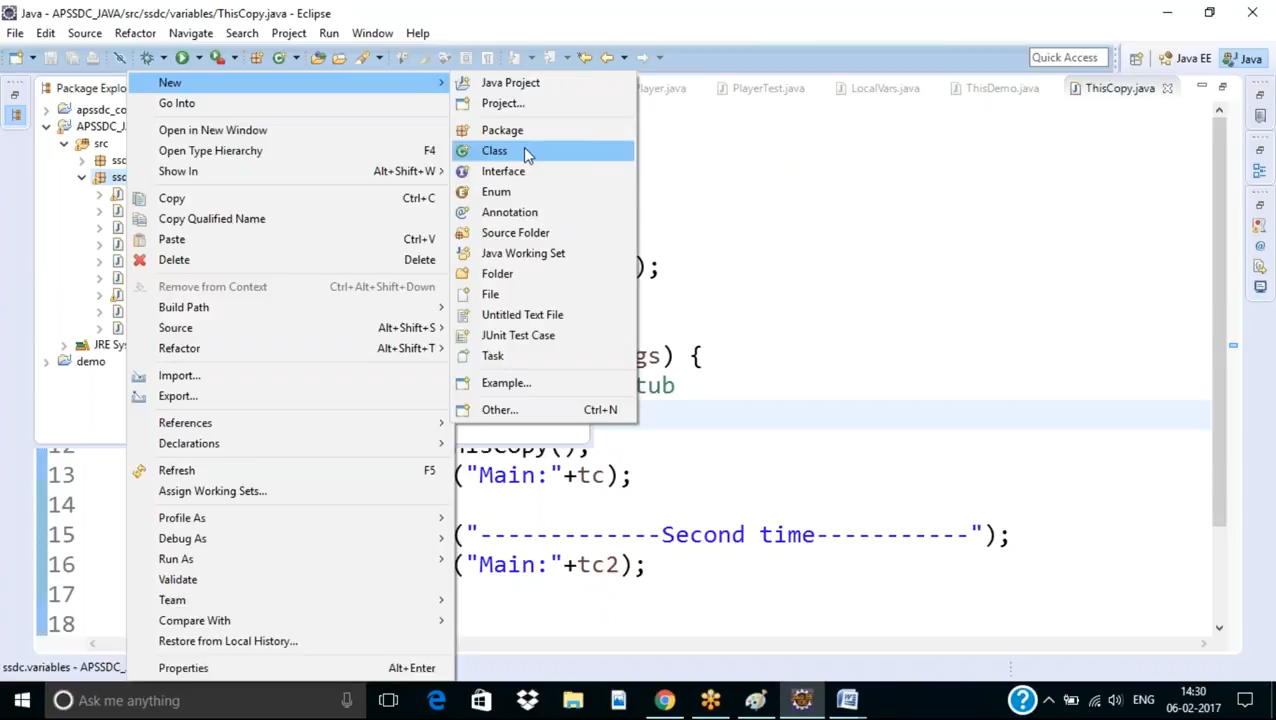 Java - APSSDC_JAVA/src/ssdc/variables/ThisCopy.java - Eclipse
File Edit Source Refactor Navigate Search Project Run Window Help
Quick Access Java EE Java
Package Explo
PlayerTest.java LocalVars.java ThisDemo.java ThisCopy.java
apssdc_co
APSSDC_J
src
JRE Sys
demo
New
Go Into
Open in New Window
Open Type Hierarchy F4
Show In Alt+Shift+W
Copy Ctrl+C
Copy Qualified Name
Paste Ctrl+V
Delete Delete
Remove from Context Ctrl+Alt+Shift+Down
Build Path
Source Alt+Shift+S
Refactor Alt+Shift+T
Import...
Export...
References
Declarations
Refresh F5
Assign Working Sets...
Profile As
Debug As
Run As
Validate
Team
Compare With
Restore from Local History...
Properties Alt+Enter
Java Project
Project...
Package
Class
Interface
Enum
Annotation
Source Folder
Java Working Set
Folder
File
Untitled Text File
JUnit Test Case
Task
Example...
Other... Ctrl+N
);
gs) {
tub
hisCopy();
13 ("Main:"+tc);
14
15 ("-------------Second time-----------");
16 ("Main:"+tc2);
17
18
ssdc.variables - APSSDC_
Ask me anything
ENG
14:30
06-02-2017